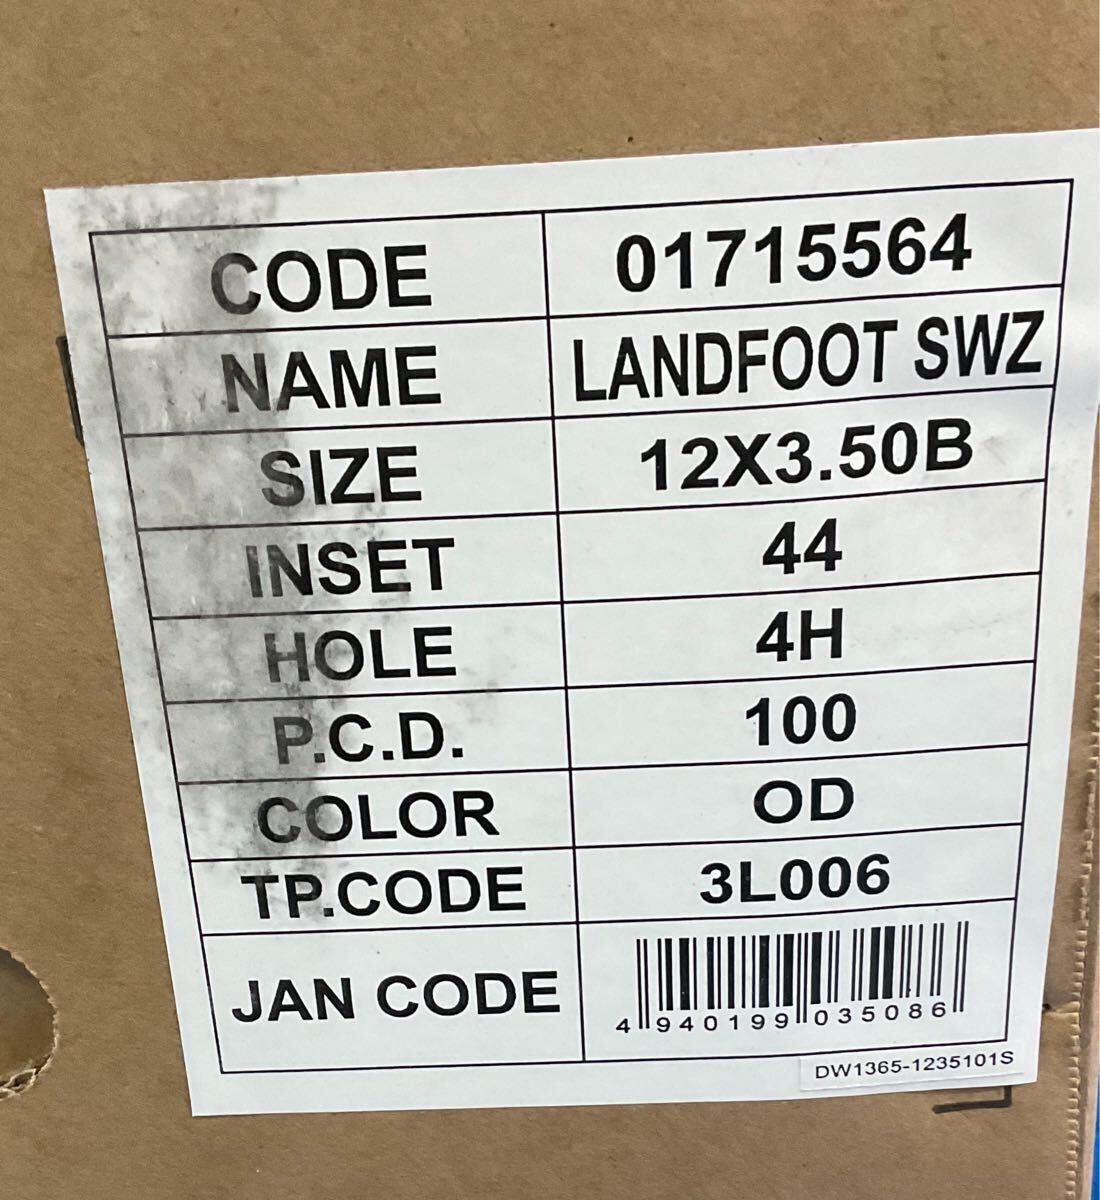 CODE 01715564
NAME LANDFOOT SWZ
SIZE 12X3.50B
INSET 44
HOLE 4H
P.C.D. 100
COLOR OD
TP.CODE 3L006
JAN CODE 4 940199 035086
DW1365-1235101S